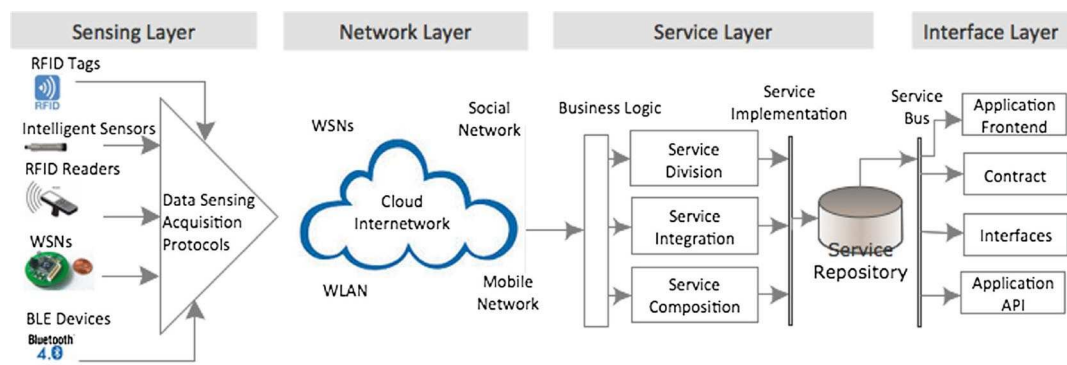 Sensing Layer
Network Layer
Service Layer
Interface Layer
RFID Tags
RFID
Intelligent Sensors
RFID Readers
WSNs
BLE Devices
Bluetooth
4.0
Data Sensing
Acquisition
Protocols
WSNs
Social
Network
Cloud
Internetwork
WLAN
Mobile
Network
Business Logic
Service
Division
Service
Integration
Service
Composition
Service
Implementation
Service
Repository
Service
Bus
Application
Frontend
Contract
Interfaces
Application
API